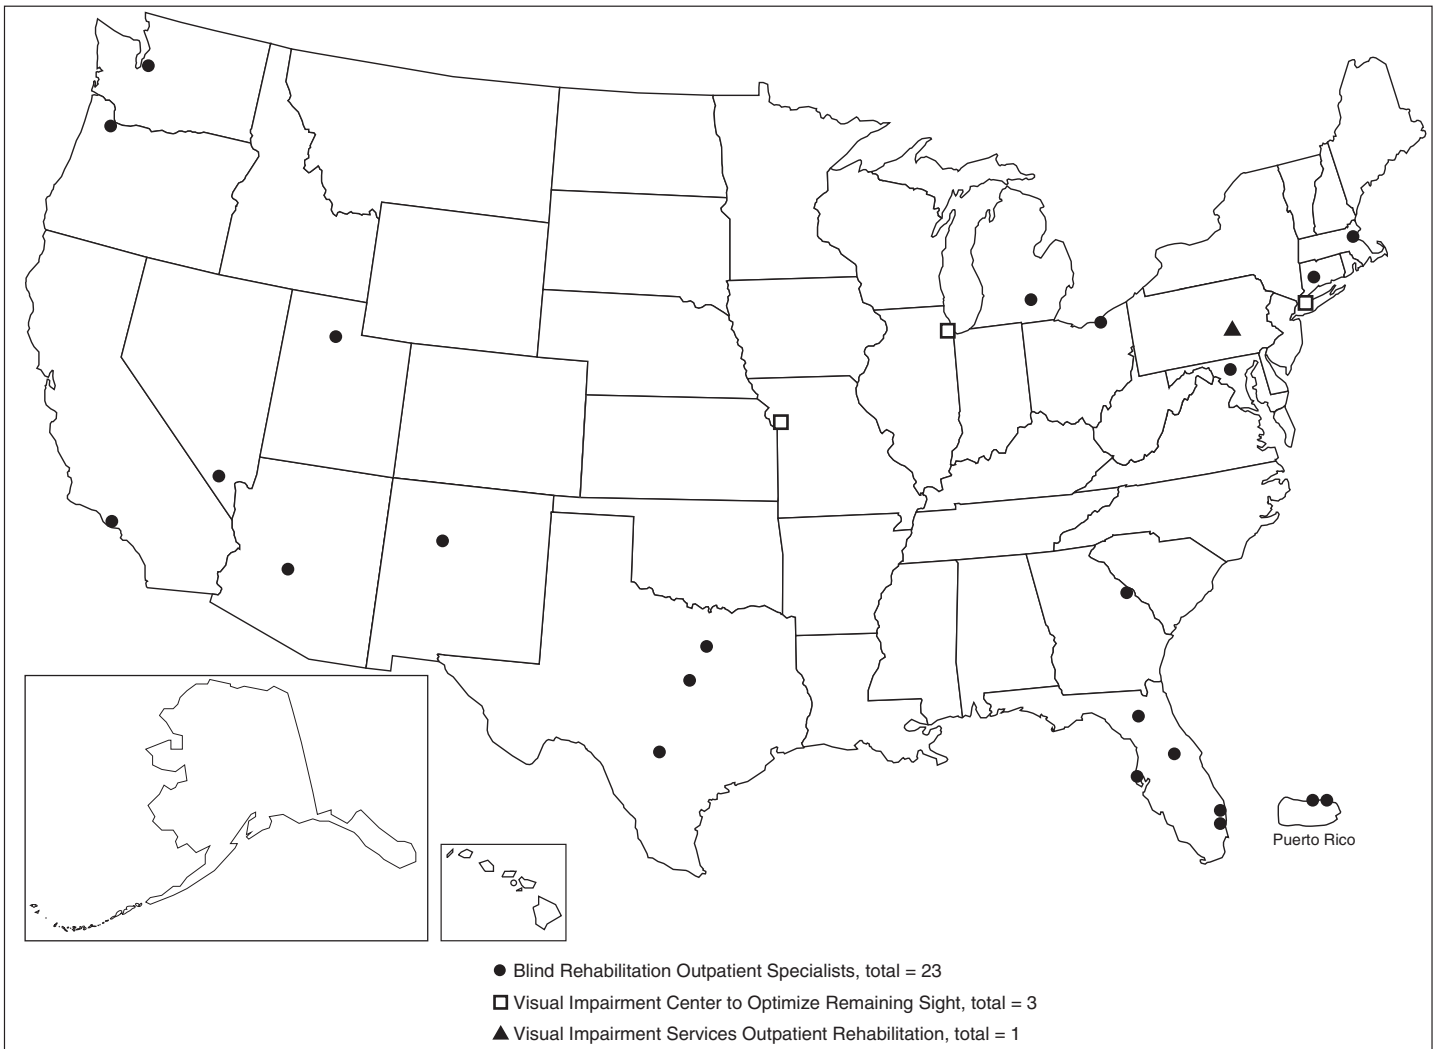 Puerto Rico
Blind Rehabilitation Outpatient Specialists, total = 23
Visual Impairment Center to Optimize Remaining Sight, total = 3
Visual Impairment Services Outpatient Rehabilitation, total = 1